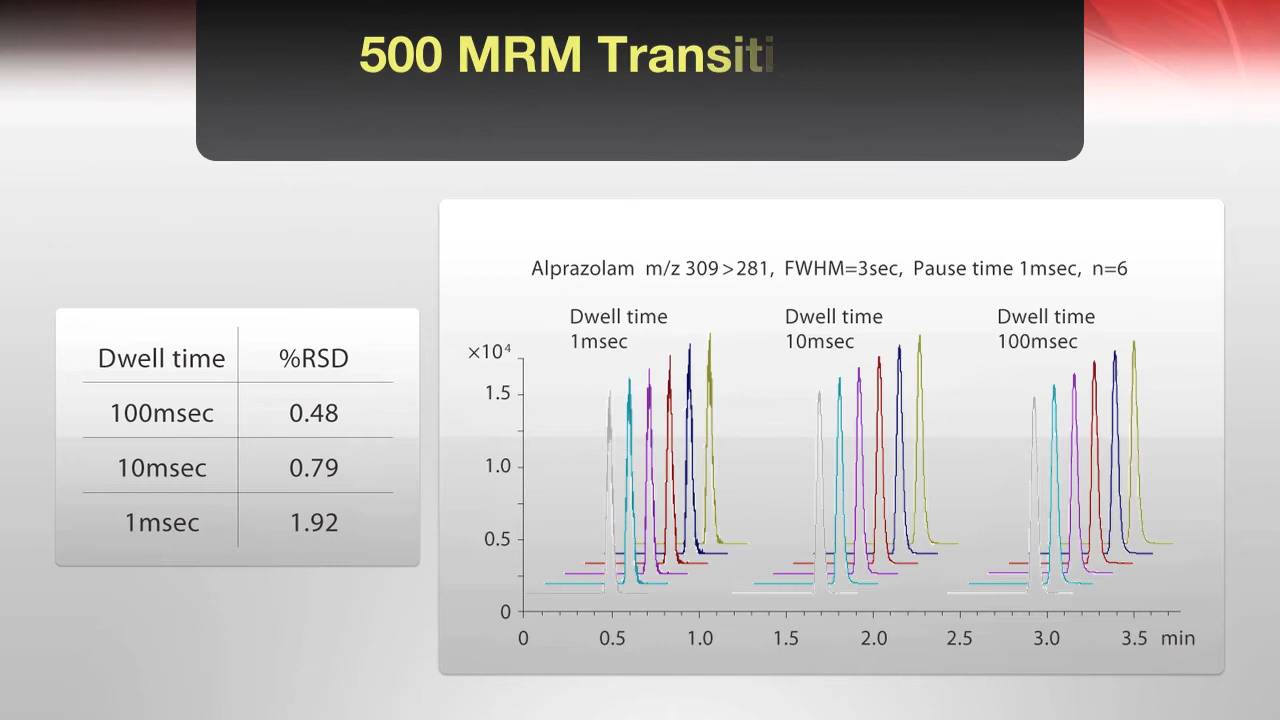 500 MRM Transiti
Dwell time %RSD
100msec 0.48
10msec 0.79
1msec 1.92
Alprazolam m/z 309>281, FWHM=3sec, Pause time 1msec, n=6
Dwell time
1msec
Dwell time
10msec
Dwell time
100msec
×10⁴
1.5
1.0
0.5
0
0 0.5 1.0 1.5 2.0 2.5 3.0 3.5 min